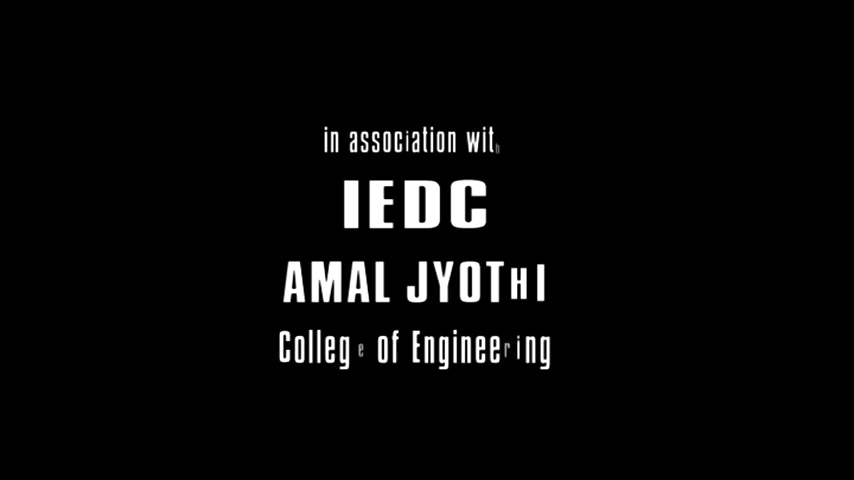 in association with
IEDC
AMAL JYOTHI
College of Engineering